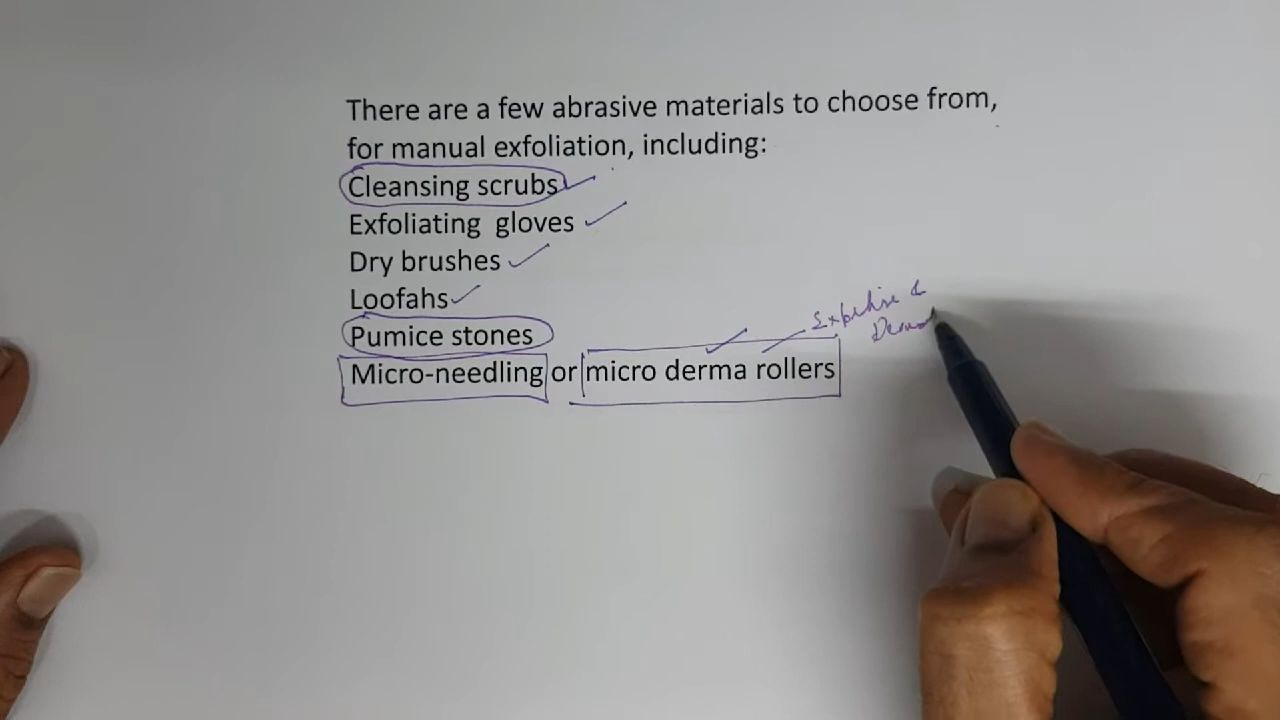 There are a few abrasive materials to choose from,
for manual exfoliation, including:
Cleansing scrubs
Exfoliating gloves
Dry brushes
Loofahs
Pumice stones
Micro-needling or micro derma rollers